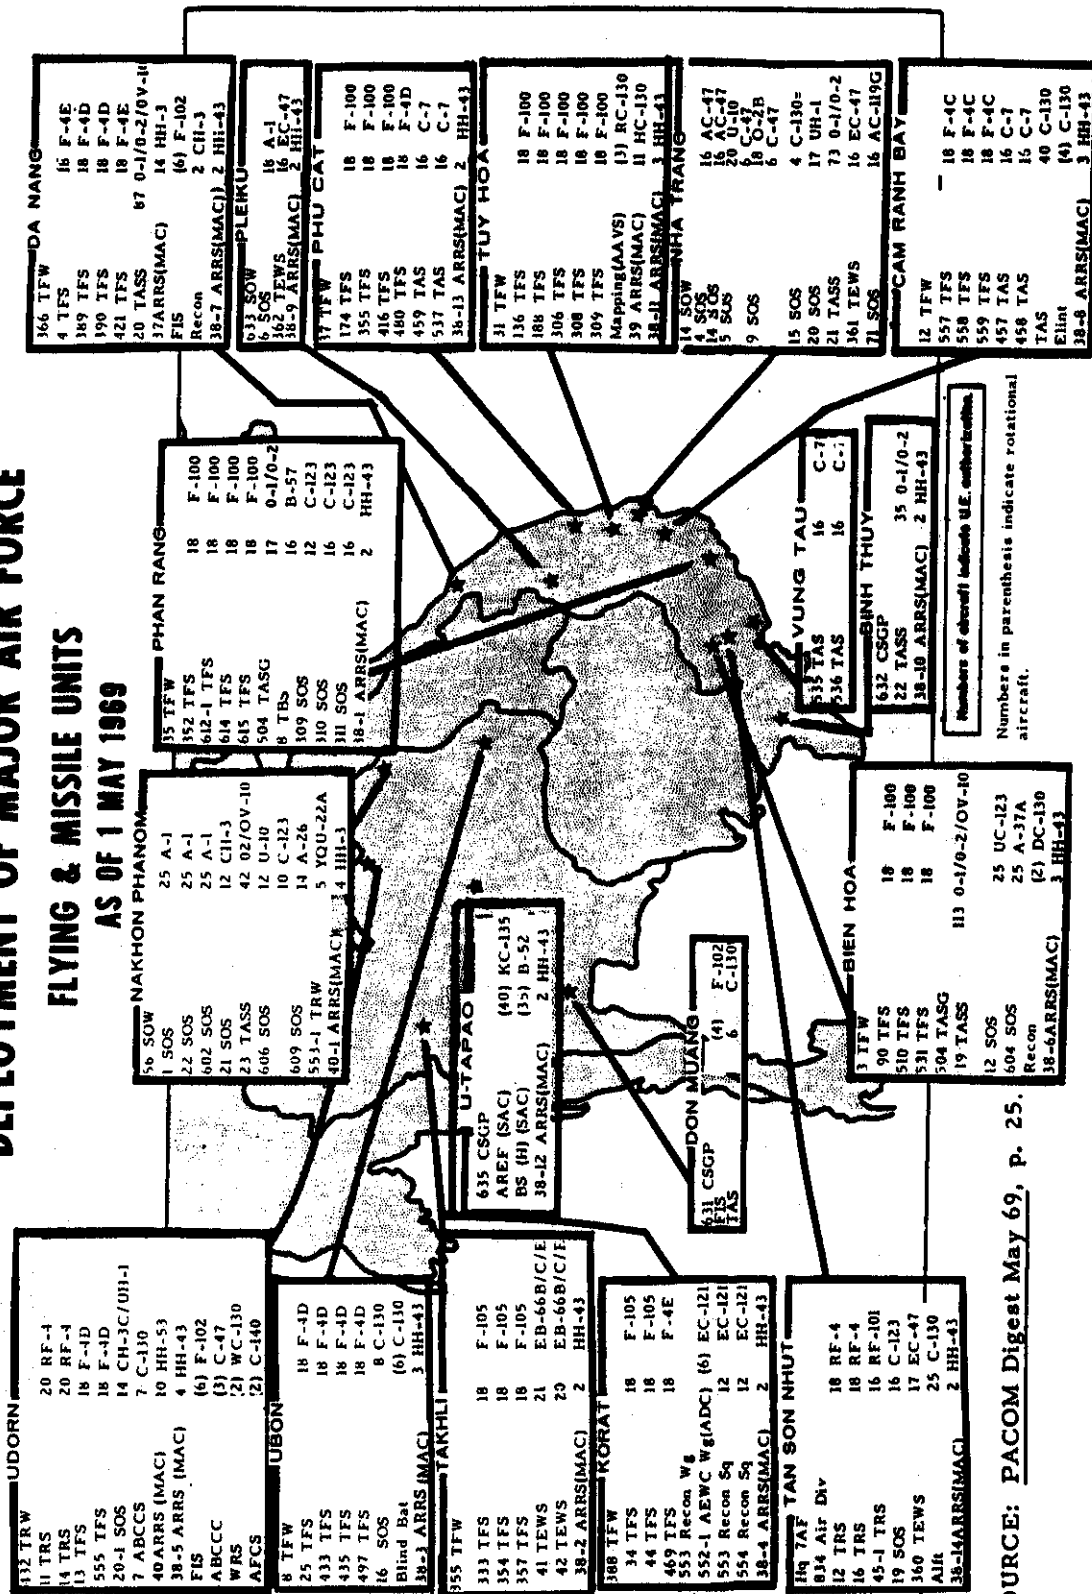 DEPLOYMENT OF MAJOR AIR FORCE
FLYING & MISSILE UNITS
AS OF 1 MAY 1969
UDORN
432 TRW
11 TRS 20 RF-4
14 TRS 20 RF-4
13 TFS 18 F-4D
555 TFS 18 F-4D
20-1 SOS 14 CH-3C/UH-1
7 ABCCS 7 C-130
40 ARRS (MAC) 10 HH-53
38-5 ARRS (MAC) 4 HH-43
FIS (6) F-102
ABCCC (3) C-47
WRS (2) WC-130
AFCS (2) C-140
UBON
8 TFW
25 TFS 18 F-4D
433 TFS 18 F-4D
435 TFS 18 F-4D
497 TFS 18 F-4D
16 SOS 8 C-130
Blind Bat (6) C-130
38-3 ARRS (MAC) 3 HH-43
TAKHLI
355 TFW
333 TFS 18 F-105
354 TFS 18 F-105
357 TFS 18 F-105
41 TEWS 21 EB-66B/C/E
42 TEWS 20 EB-66B/C/E
38-2 ARRS(MAC) 2 HH-43
KORAT
388 TFW
34 TFS 18 F-105
44 TFS 18 F-105
469 TFS 18 F-4E
553 Recon Wg
552-1 AEWC Wg(ADC) (6) EC-121
553 Recon Sq 12 EC-121
554 Recon Sq 12 EC-121
38-4 ARRS(MAC) 2 HH-43
TAN SON NHUT
Hq 7AF
834 Air Div
12 TRS 18 RF-4
16 TRS 18 RF-4
45-1 TRS 16 RF-101
19 SOS 16 C-123
360 TEWS 17 EC-47
Alft 25 C-130
38-14ARRS(MAC) 2 HH-43
NAKHON PHANOM
56 SOW
1 SOS 25 A-1
22 SOS 25 A-1
602 SOS 25 A-1
21 SOS 12 CH-3
23 TASS 42 02/OV-10
606 SOS 12 U-10
10 C-123
609 SOS 14 A-26
553-1 TRW 5 YQU-22A
40-1 ARRS(MAC) 4 HH-3
U-TAPAO
635 CSGP
AREF (SAC) (40) KC-135
BS (H) (SAC) (35) B-52
38-12 ARRS(MAC) 2 HH-43
DON MUANG
631 CSGP
FIS (4) F-102
TAS 6 C-130
BIEN HOA
3 TFW
90 TFS 18 F-100
510 TFS 18 F-100
531 TFS 18 F-100
504 TASG
19 TASS 113 0-1/0-2/OV-10
12 SOS 25 UC-123
604 SOS 25 A-37A
Recon (2) DC-130
38-6ARRS(MAC) 3 HH-43
PHAN RANG
35 TFW
352 TFS 18 F-100
612-1 TFS 18 F-100
614 TFS 18 F-100
615 TFS 18 F-100
504 TASG 17 0-1/0-2
8 TBS 16 B-57
309 SOS 12 C-123
310 SOS 16 C-123
311 SOS 16 C-123
38-1 ARRS(MAC) 2 HH-43
VUNG TAU
535 TAS 16 C-7
536 TAS 16 C-7
BINH THUY
632 CSGP
22 TASS 35 0-1/0-2
38-10 ARRS(MAC) 2 HH-43
Numbers of aircraft indicate U.E. authorization.
Numbers in parenthesis indicate rotational
aircraft.
DA NANG
366 TFW
4 TFS 16 F-4E
389 TFS 18 F-4D
390 TFS 18 F-4D
421 TFS 18 F-4E
20 TASS 87 0-1/0-2/0V-10
37ARRS(MAC) 14 HH-3
FIS (6) F-102
Recon 2 CH-3
38-7 ARRS(MAC) 2 HH-43
PLEIKU
633 SOW
6 SOS 18 A-1
362 TEWS 16 EC-47
38-9 ARRS(MAC) 2 HH-43
PHU CAT
37 TFW
174 TFS 18 F-100
355 TFS 18 F-100
416 TFS 18 F-100
480 TFS 18 F-4D
459 TAS 16 C-7
537 TAS 16 C-7
38-13 ARRS(MAC) 2 HH-43
TUY HOA
31 TFW
136 TFS 18 F-100
188 TFS 18 F-100
306 TFS 18 F-100
308 TFS 18 F-100
309 TFS 18 F-100
Mapping(AAVS) (3) RC-130
39 ARRS(MAC) 11 HC-130
38-11 ARRS(MAC) 3 HH-43
NHA TRANG
14 SOW
4 SOS 16 AC-47
14 SOS 16 AC-47
5 SOS 20 U-10
6 C-47
9 SOS 18 O-2B
6 C-47
15 SOS 4 C-130=
20 SOS 17 UH-1
21 TASS 73 0-1/0-2
361 TEWS 16 EC-47
71 SOS 16 AC-119G
CAM RANH BAY
12 TFW
557 TFS 18 F-4C
558 TFS 18 F-4C
559 TFS 18 F-4C
457 TAS 16 C-7
458 TAS 16 C-7
TAS 40 C-130
Elint (4) C-130
38-8 ARRS(MAC) 3 HH-43
OURCE: PACOM Digest May 69, p. 25.